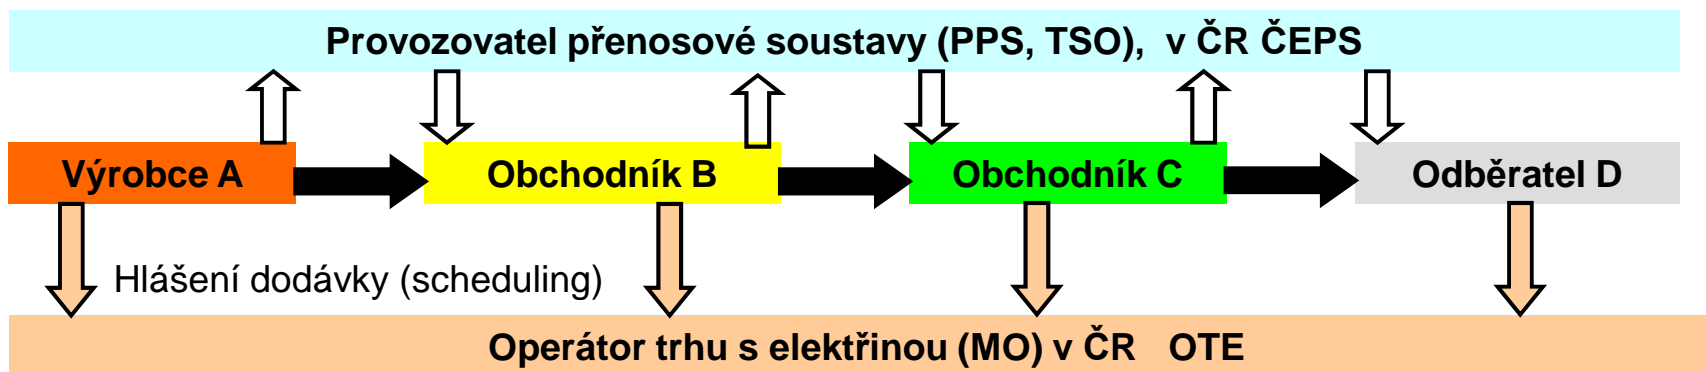 Provozovatel přenosové soustavy (PPS, TSO), v ČR ČEPS
Výrobce A
Obchodník B
Obchodník C
Odběratel D
Hlášení dodávky (scheduling)
Operátor trhu s elektřinou (MO) v ČR OTE